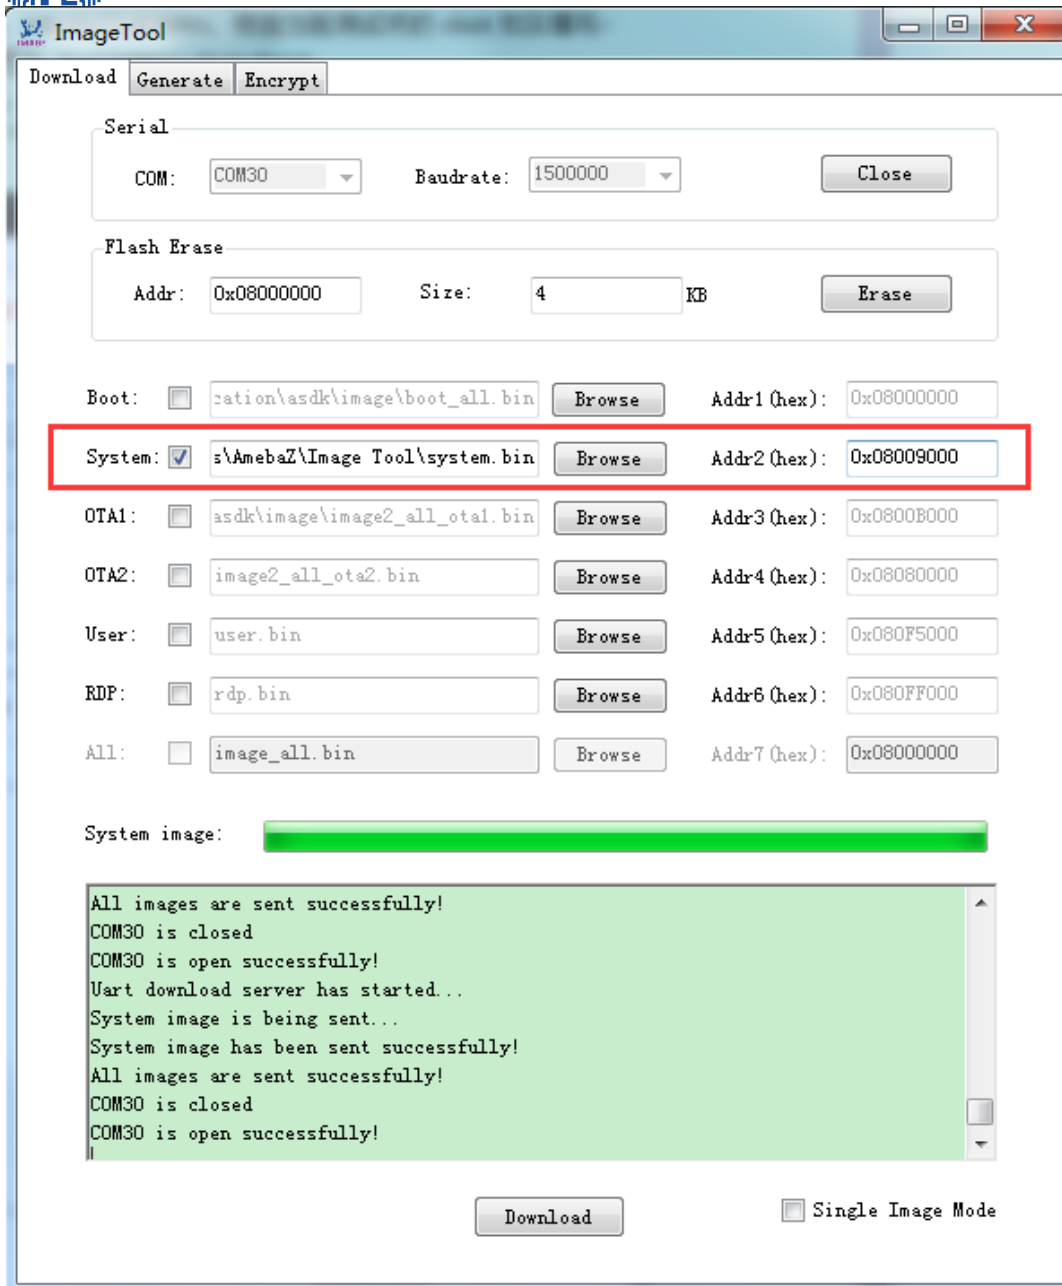 ImageTool
Download Generate Encrypt
Serial
COM: COM30 Baudrate: 1500000 Close
Flash Erase
Addr: 0x08000000 Size: 4 KB Erase
Boot: cation\asdk\image\boot_all.bin Browse Addr1(hex): 0x08000000
System: s\AmebaZ\Image Tool\system.bin Browse Addr2(hex): 0x08009000
OTA1: asdk\image\image2_all_ota1.bin Browse Addr3(hex): 0x0800B000
OTA2: image2_all_ota2.bin Browse Addr4(hex): 0x08080000
User: user.bin Browse Addr5(hex): 0x080F5000
RDP: rdp.bin Browse Addr6(hex): 0x080FF000
All: image_all.bin Browse Addr7(hex): 0x08000000
System image:
All images are sent successfully!
COM30 is closed
COM30 is open successfully!
Uart download server has started...
System image is being sent...
System image has been sent successfully!
All images are sent successfully!
COM30 is closed
COM30 is open successfully!
Download Single Image Mode